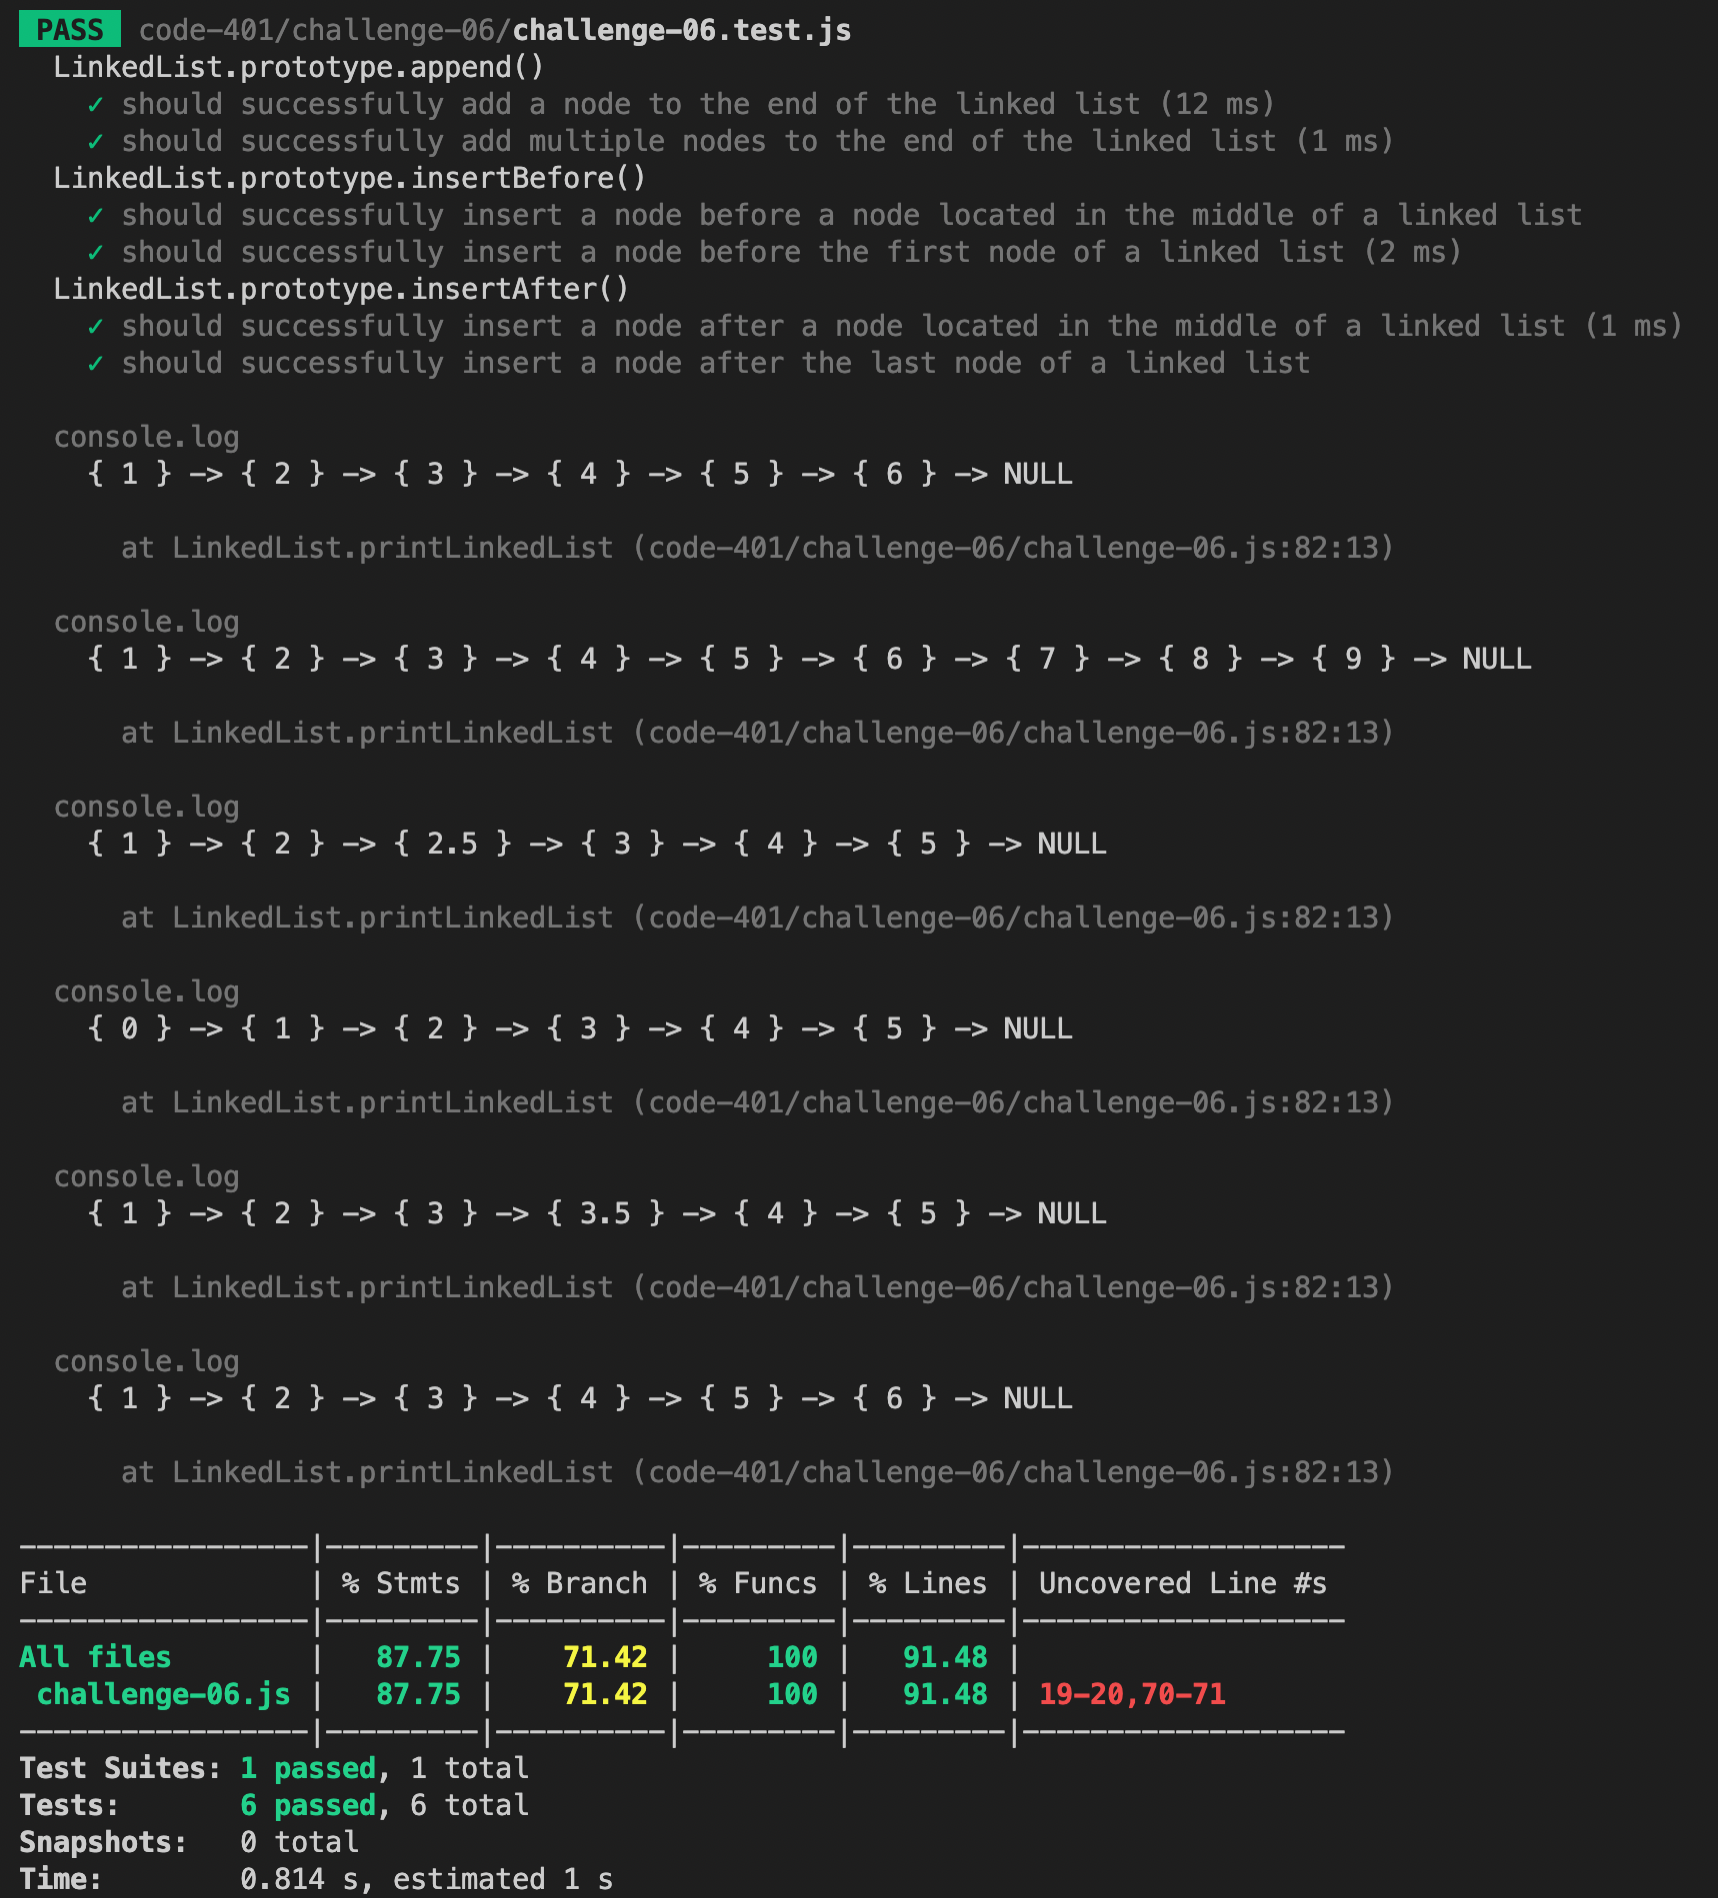 PASS code-401/challenge-06/challenge-06.test.js
LinkedList.prototype.append()
✓ should successfully add a node to the end of the linked list (12 ms)
✓ should successfully add multiple nodes to the end of the linked list (1 ms)
LinkedList.prototype.insertBefore()
✓ should successfully insert a node before a node located in the middle of a linked list
✓ should successfully insert a node before the first node of a linked list (2 ms)
LinkedList.prototype.insertAfter()
✓ should successfully insert a node after a node located in the middle of a linked list (1 ms)
✓ should successfully insert a node after the last node of a linked list
console.log
{ 1 } -> { 2 } -> { 3 } -> { 4 } -> { 5 } -> { 6 } -> NULL
at LinkedList.printLinkedList (code-401/challenge-06/challenge-06.js:82:13)
console.log
{ 1 } -> { 2 } -> { 3 } -> { 4 } -> { 5 } -> { 6 } -> { 7 } -> { 8 } -> { 9 } -> NULL
at LinkedList.printLinkedList (code-401/challenge-06/challenge-06.js:82:13)
console.log
{ 1 } -> { 2 } -> { 2.5 } -> { 3 } -> { 4 } -> { 5 } -> NULL
at LinkedList.printLinkedList (code-401/challenge-06/challenge-06.js:82:13)
console.log
{ 0 } -> { 1 } -> { 2 } -> { 3 } -> { 4 } -> { 5 } -> NULL
at LinkedList.printLinkedList (code-401/challenge-06/challenge-06.js:82:13)
console.log
{ 1 } -> { 2 } -> { 3 } -> { 3.5 } -> { 4 } -> { 5 } -> NULL
at LinkedList.printLinkedList (code-401/challenge-06/challenge-06.js:82:13)
console.log
{ 1 } -> { 2 } -> { 3 } -> { 4 } -> { 5 } -> { 6 } -> NULL
at LinkedList.printLinkedList (code-401/challenge-06/challenge-06.js:82:13)
-----------------|---------|----------|---------|---------|-------------------
File | % Stmts | % Branch | % Funcs | % Lines | Uncovered Line #s
-----------------|---------|----------|---------|---------|-------------------
All files | 87.75 | 71.42 | 100 | 91.48 |
challenge-06.js | 87.75 | 71.42 | 100 | 91.48 | 19-20,70-71
-----------------|---------|----------|---------|---------|-------------------
Test Suites: 1 passed, 1 total
Tests: 6 passed, 6 total
Snapshots: 0 total
Time: 0.814 s, estimated 1 s